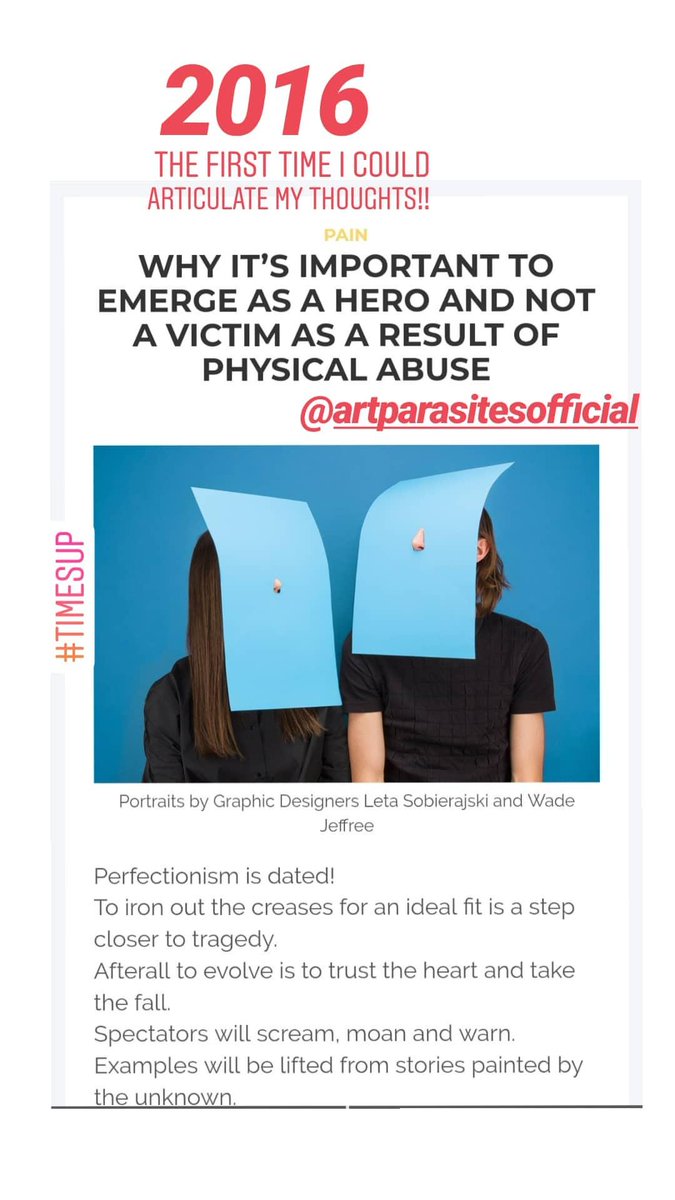 2016
THE FIRST TIME I COULD
ARTICULATE MY THOUGHTS!!
PAIN
WHY IT’S IMPORTANT TO
EMERGE AS A HERO AND NOT
A VICTIM AS A RESULT OF
PHYSICAL ABUSE
@artparasitesofficial
#TIMESUP
Portraits by Graphic Designers Leta Sobierajski and Wade
Jeffree
Perfectionism is dated!
To iron out the creases for an ideal fit is a step
closer to tragedy.
Afterall to evolve is to trust the heart and take
the fall.
Spectators will scream, moan and warn.
Examples will be lifted from stories painted by
the unknown.